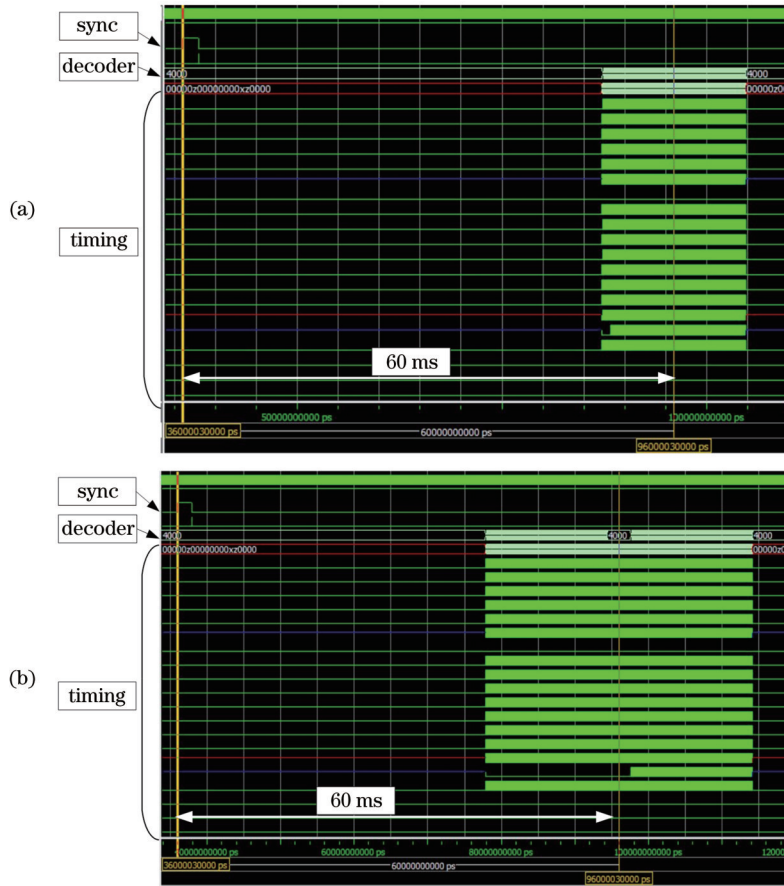 sync
decoder
4000
4000
00000z00000000xz0000
00000z0
(a)
timing
60 ms
50000000000 ps
100000000000 ps
36000030000 ps
60000000000 ps
96000030000 ps
sync
decoder
4000
4000
4000
00000z00000000xz0000
00000z0
(b)
timing
60 ms
40000000000 ps
60000000000 ps
80000000000 ps
100000000000 ps
12000
36000030000 ps
60000000000 ps
96000030000 ps